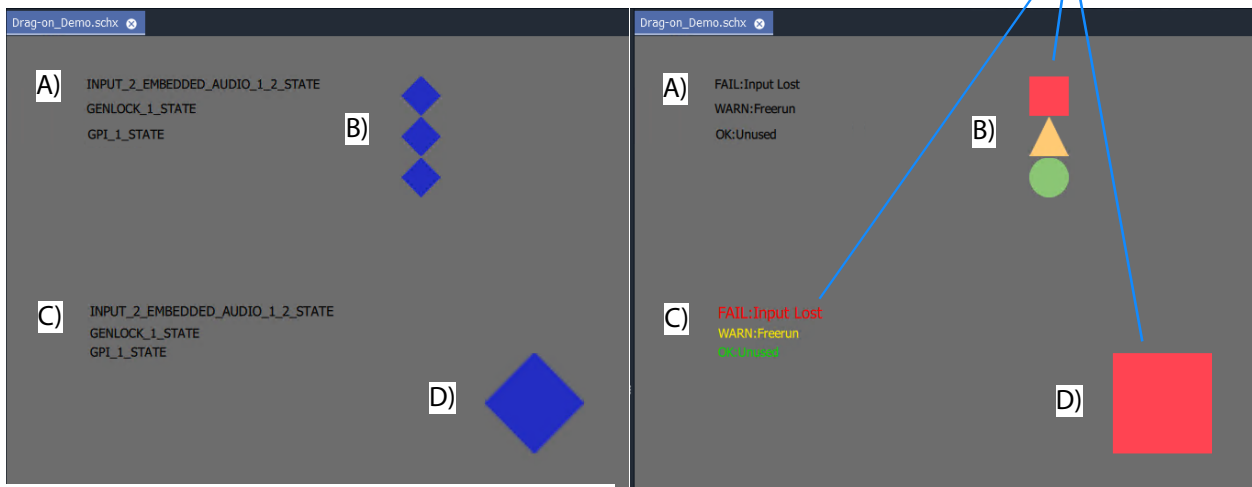 Drag-on_Demo.schx
A)
INPUT_2_EMBEDDED_AUDIO_1_2_STATE
GENLOCK_1_STATE
GPI_1_STATE
B)
C)
INPUT_2_EMBEDDED_AUDIO_1_2_STATE
GENLOCK_1_STATE
GPI_1_STATE
D)
Drag-on_Demo.schx
A)
FAIL:Input Lost
WARN:Freerun
OK:Unused
B)
C)
FAIL:Input Lost
WARN:Freerun
OK:Unused
D)